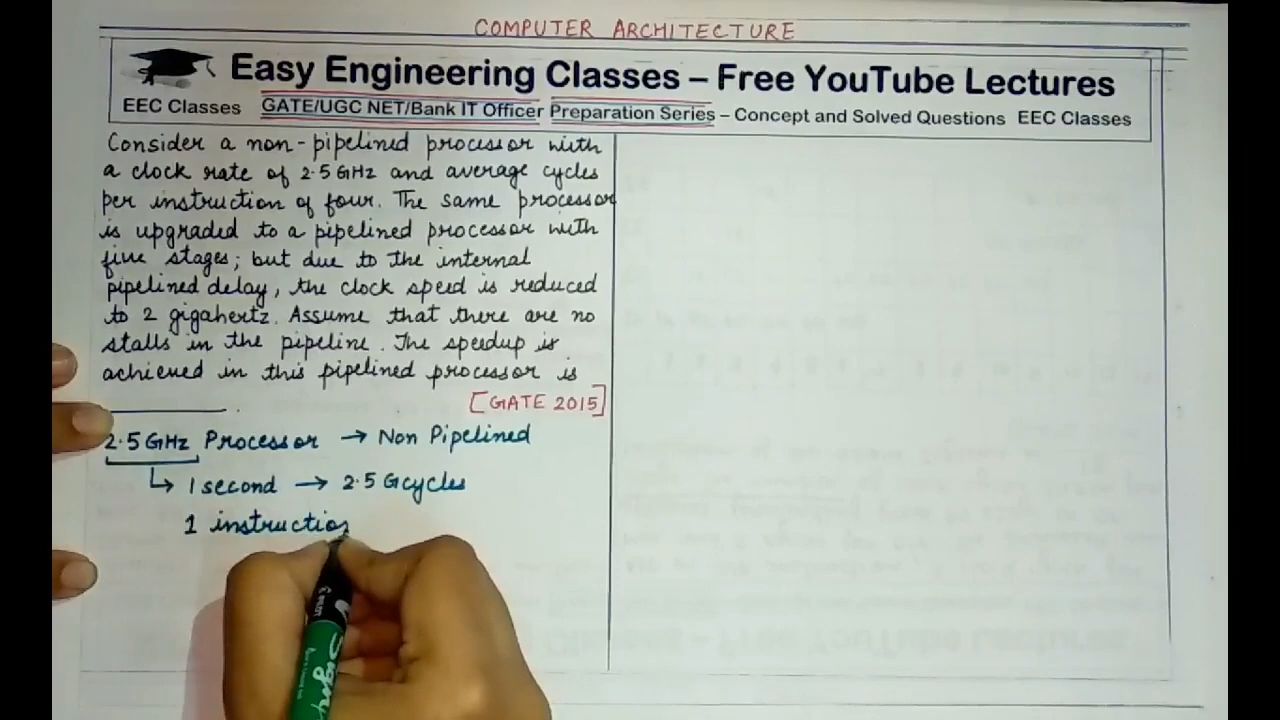 COMPUTER ARCHITECTURE
Easy Engineering Classes – Free YouTube Lectures
EEC Classes GATE/UGC NET/Bank IT Officer Preparation Series – Concept and Solved Questions EEC Classes
Consider a non-pipelined processor with
a clock rate of 2.5 GHz and average cycles
per instruction of four. The same processor
is upgraded to a pipelined processor with
five stages; but due to the internal
pipelined delay, the clock speed is reduced
to 2 gigahertz. Assume that there are no
stalls in the pipeline. The speedup is
achieved in this pipelined processor is
__________.
[GATE 2015]
2.5 GHz Processor → Non Pipelined
↳ 1 second → 2.5 Gcycles
1 instruction